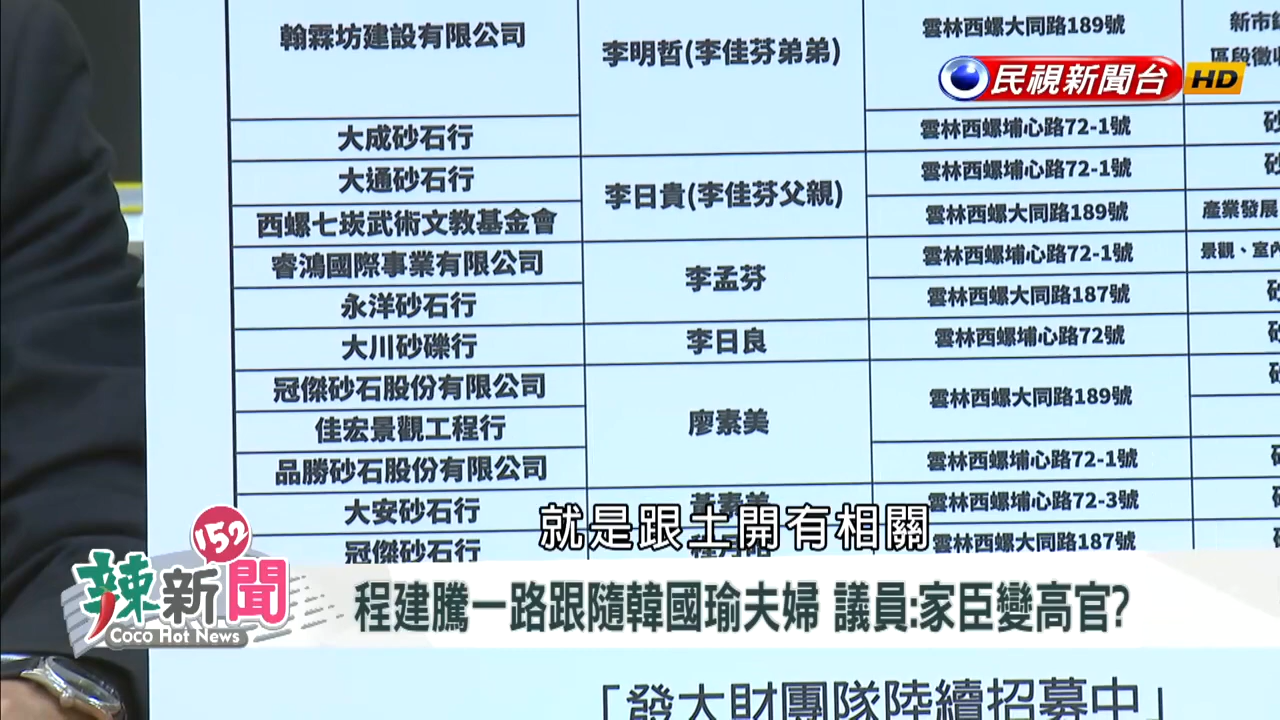 翰霖坊建設有限公司
李明哲(李佳芬弟弟)
雲林西螺大同路189號
新市
區段徵收
民視新聞台 HD
大成砂石行
雲林西螺埔心路72-1號
大通砂石行
李日貴(李佳芬父親)
雲林西螺埔心路72-1號
西螺七崁武術文教基金會
雲林西螺大同路189號
產業發展
睿鴻國際事業有限公司
李孟芬
雲林西螺埔心路72-1號
景觀、室內
永洋砂石行
雲林西螺大同路187號
大川砂礫行
李日良
雲林西螺埔心路72號
冠傑砂石股份有限公司
廖素美
雲林西螺大同路189號
佳宏景觀工程行
品勝砂石股份有限公司
雲林西螺埔心路72-1號
大安砂石行
黃素美
雲林西螺埔心路72-3號
冠傑砂石行
雲林西螺大同路187號
就是跟土開有相關
152
辣新聞
Coco Hot News
程建騰一路跟隨韓國瑜夫婦 議員:家臣變高官?
「發大財團隊陸續招募中」